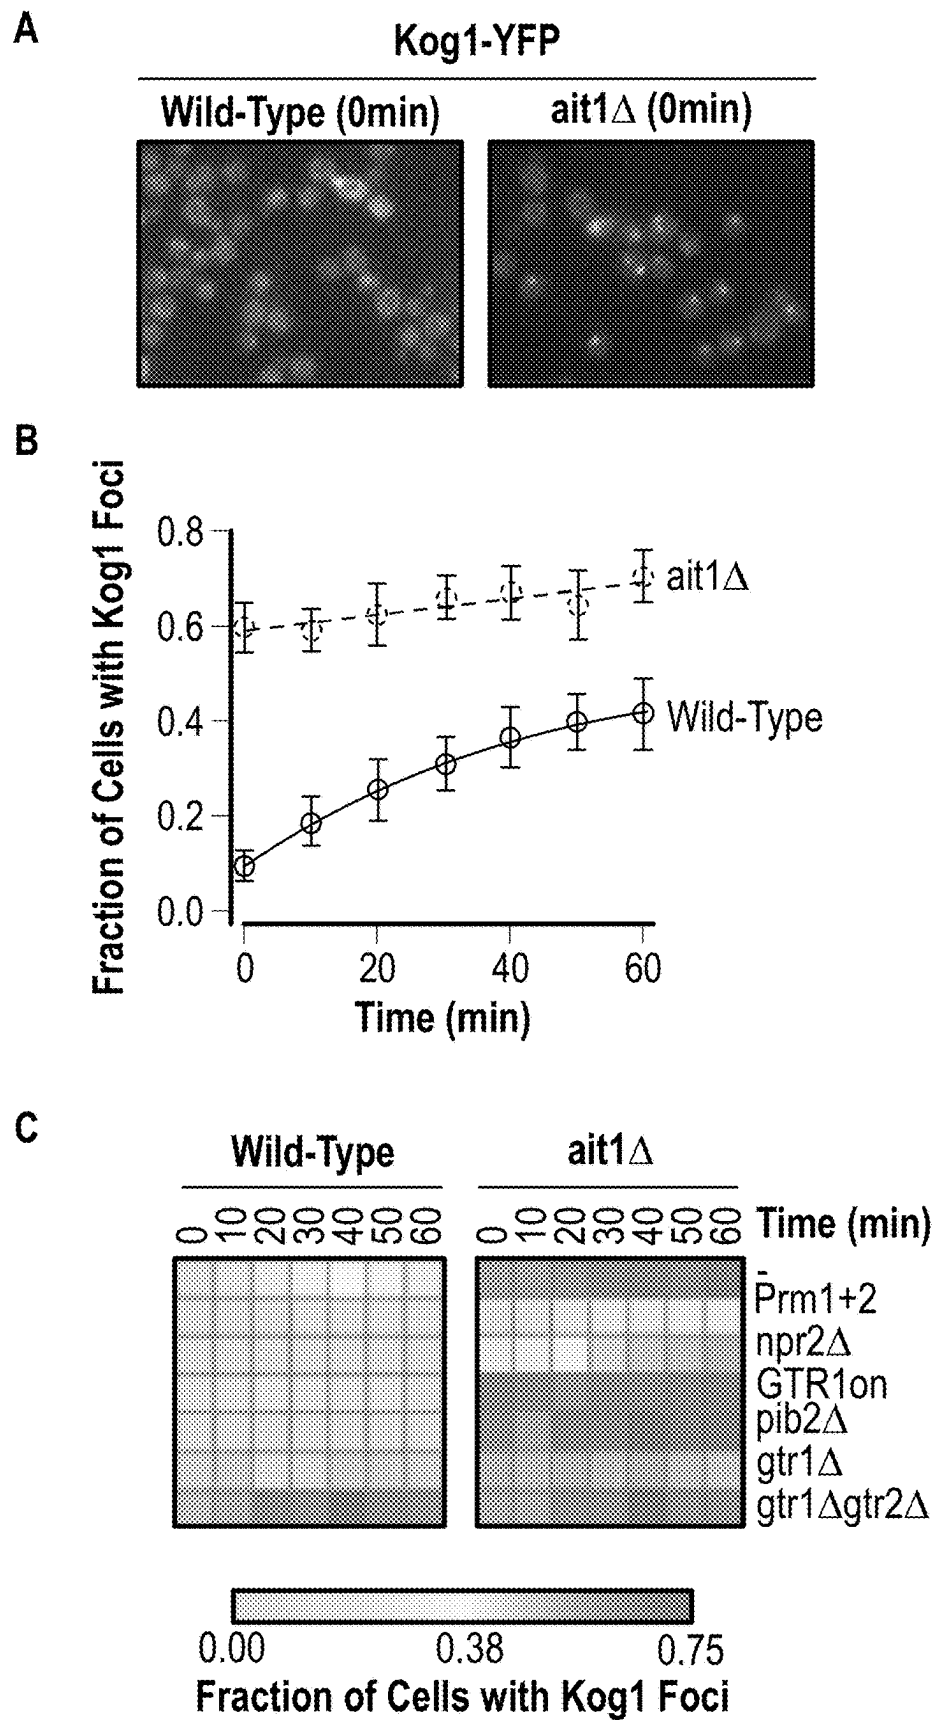 A
Kog1-YFP
Wild-Type (0min) ait1Δ (0min)
B
Fraction of Cells with Kog1 Foci
0.8
0.6
0.4
0.2
0.0
ait1Δ
Wild-Type
0 20 40 60
Time (min)
C
Wild-Type ait1Δ
0 10 20 30 40 50 60 0 10 20 30 40 50 60 Time (min)
-
Prm1+2
npr2Δ
GTR1on
pib2Δ
gtr1Δ
gtr1Δgtr2Δ
0.00 0.38 0.75
Fraction of Cells with Kog1 Foci